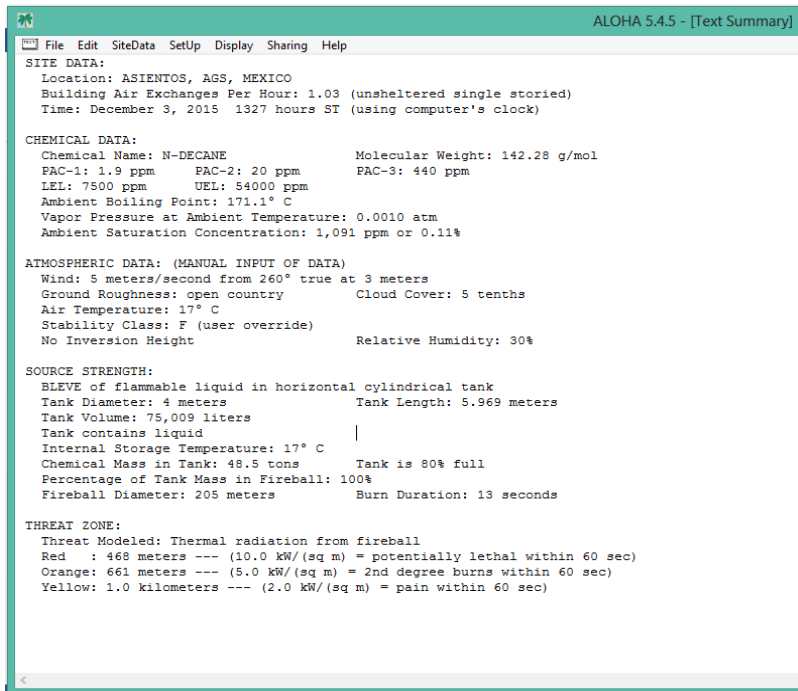 ALOHA 5.4.5 - [Text Summary]
TEXT File Edit SiteData SetUp Display Sharing Help
SITE DATA:
Location: ASIENTOS, AGS, MEXICO
Building Air Exchanges Per Hour: 1.03 (unsheltered single storied)
Time: December 3, 2015 1327 hours ST (using computer's clock)
CHEMICAL DATA:
Chemical Name: N-DECANE Molecular Weight: 142.28 g/mol
PAC-1: 1.9 ppm PAC-2: 20 ppm PAC-3: 440 ppm
LEL: 7500 ppm UEL: 54000 ppm
Ambient Boiling Point: 171.1° C
Vapor Pressure at Ambient Temperature: 0.0010 atm
Ambient Saturation Concentration: 1,091 ppm or 0.11%
ATMOSPHERIC DATA: (MANUAL INPUT OF DATA)
Wind: 5 meters/second from 260° true at 3 meters
Ground Roughness: open country Cloud Cover: 5 tenths
Air Temperature: 17° C
Stability Class: F (user override)
No Inversion Height Relative Humidity: 30%
SOURCE STRENGTH:
BLEVE of flammable liquid in horizontal cylindrical tank
Tank Diameter: 4 meters Tank Length: 5.969 meters
Tank Volume: 75,009 liters
Tank contains liquid
Internal Storage Temperature: 17° C
Chemical Mass in Tank: 48.5 tons Tank is 80% full
Percentage of Tank Mass in Fireball: 100%
Fireball Diameter: 205 meters Burn Duration: 13 seconds
THREAT ZONE:
Threat Modeled: Thermal radiation from fireball
Red : 468 meters --- (10.0 kW/(sq m) = potentially lethal within 60 sec)
Orange: 661 meters --- (5.0 kW/(sq m) = 2nd degree burns within 60 sec)
Yellow: 1.0 kilometers --- (2.0 kW/(sq m) = pain within 60 sec)